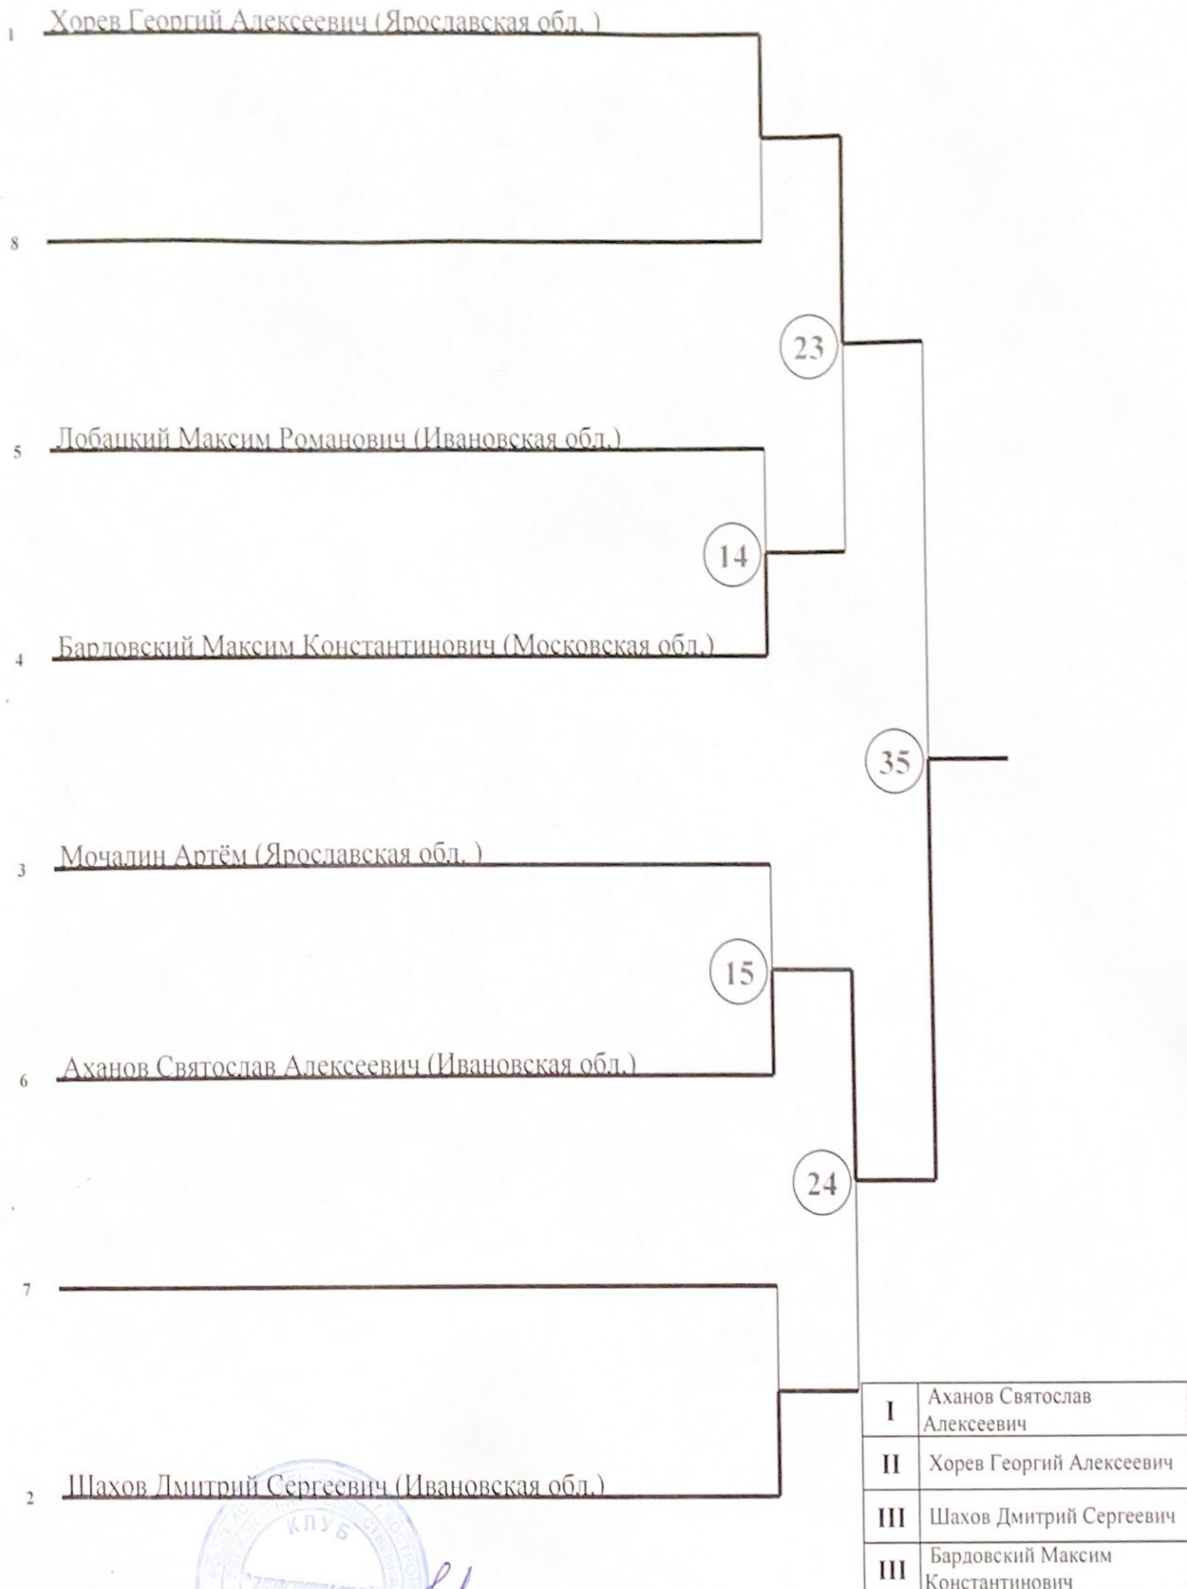 1 Хорев Георгий Алексеевич (Ярославская обл. )
8
23
5 Лобацкий Максим Романович (Ивановская обл.)
14
4 Бардовский Максим Константинович (Московская обл.)
35
3 Мочалин Артём (Ярославская обл. )
15
6 Аханов Святослав Алексеевич (Ивановская обл.)
24
7
2 Шахов Дмитрий Сергеевич (Ивановская обл.)
I Аханов Святослав
Алексеевич
II Хорев Георгий Алексеевич
III Шахов Дмитрий Сергеевич
III Бардовский Максим
Константинович
КЛУБ